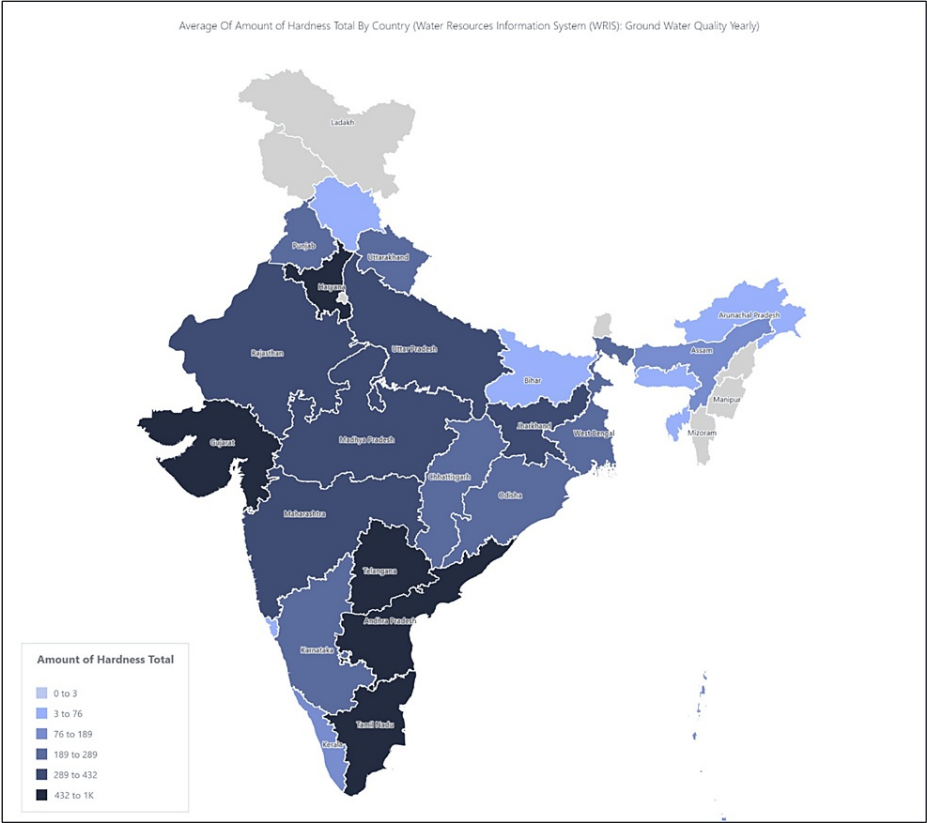 Average Of Amount of Hardness Total By Country (Water Resources Information System (WRIS): Ground Water Quality Yearly)
Ladakh
Punjab
Uttarakhand
Haryana
Arunachal Pradesh
Rajasthan
Uttar Pradesh
Assam
Bihar
Manipur
Jharkhand
West Bengal
Mizoram
Gujarat
Madhya Pradesh
Chhattisgarh
Odisha
Maharashtra
Telangana
Andhra Pradesh
Karnataka
Tamil Nadu
Kerala
Amount of Hardness Total
0 to 3
3 to 76
76 to 189
189 to 289
289 to 432
432 to 1K